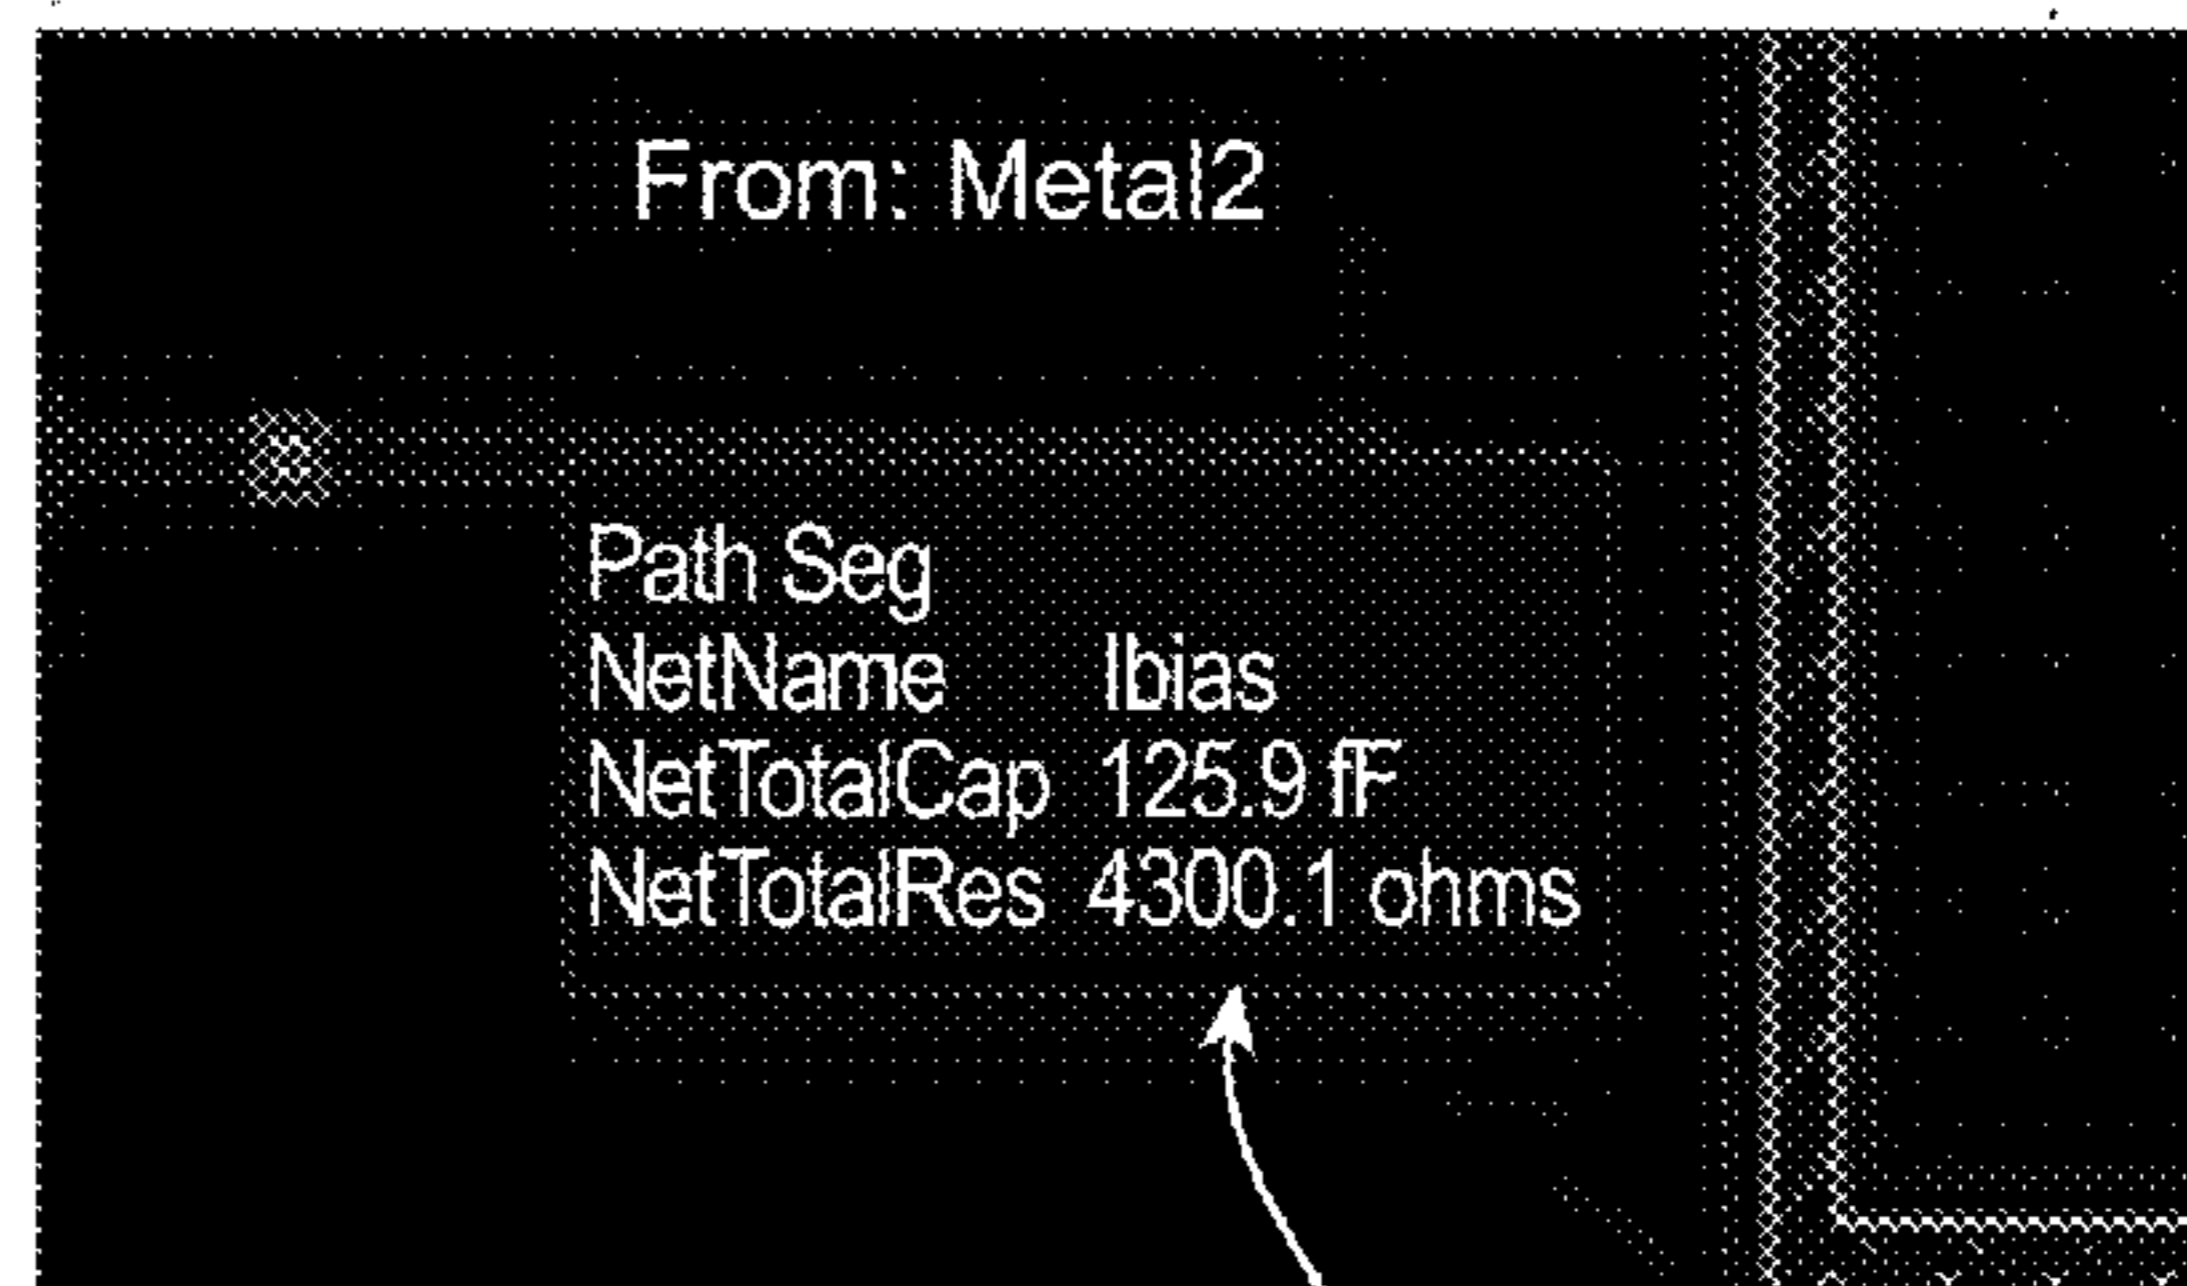 From: Metal2
Path Seg
NetName Ibias
NetTotalCap 125.9 fF
NetTotalRes 4300.1 ohms